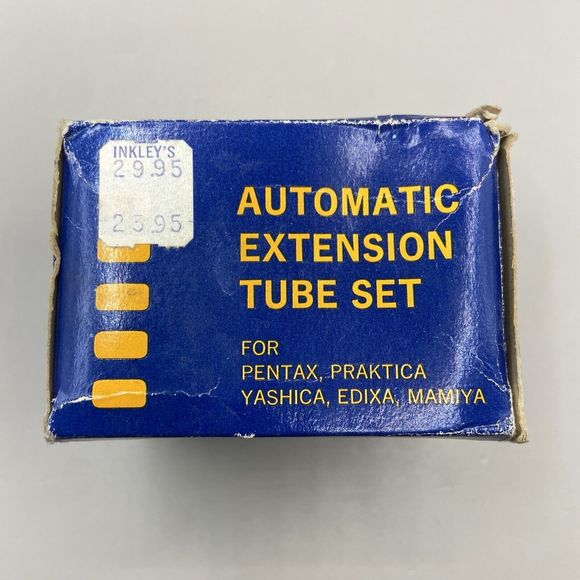 INKLEY'S
29.95
23.95
AUTOMATIC
EXTENSION
TUBE SET
FOR
PENTAX, PRAKTICA
YASHICA, EDIXA, MAMIYA